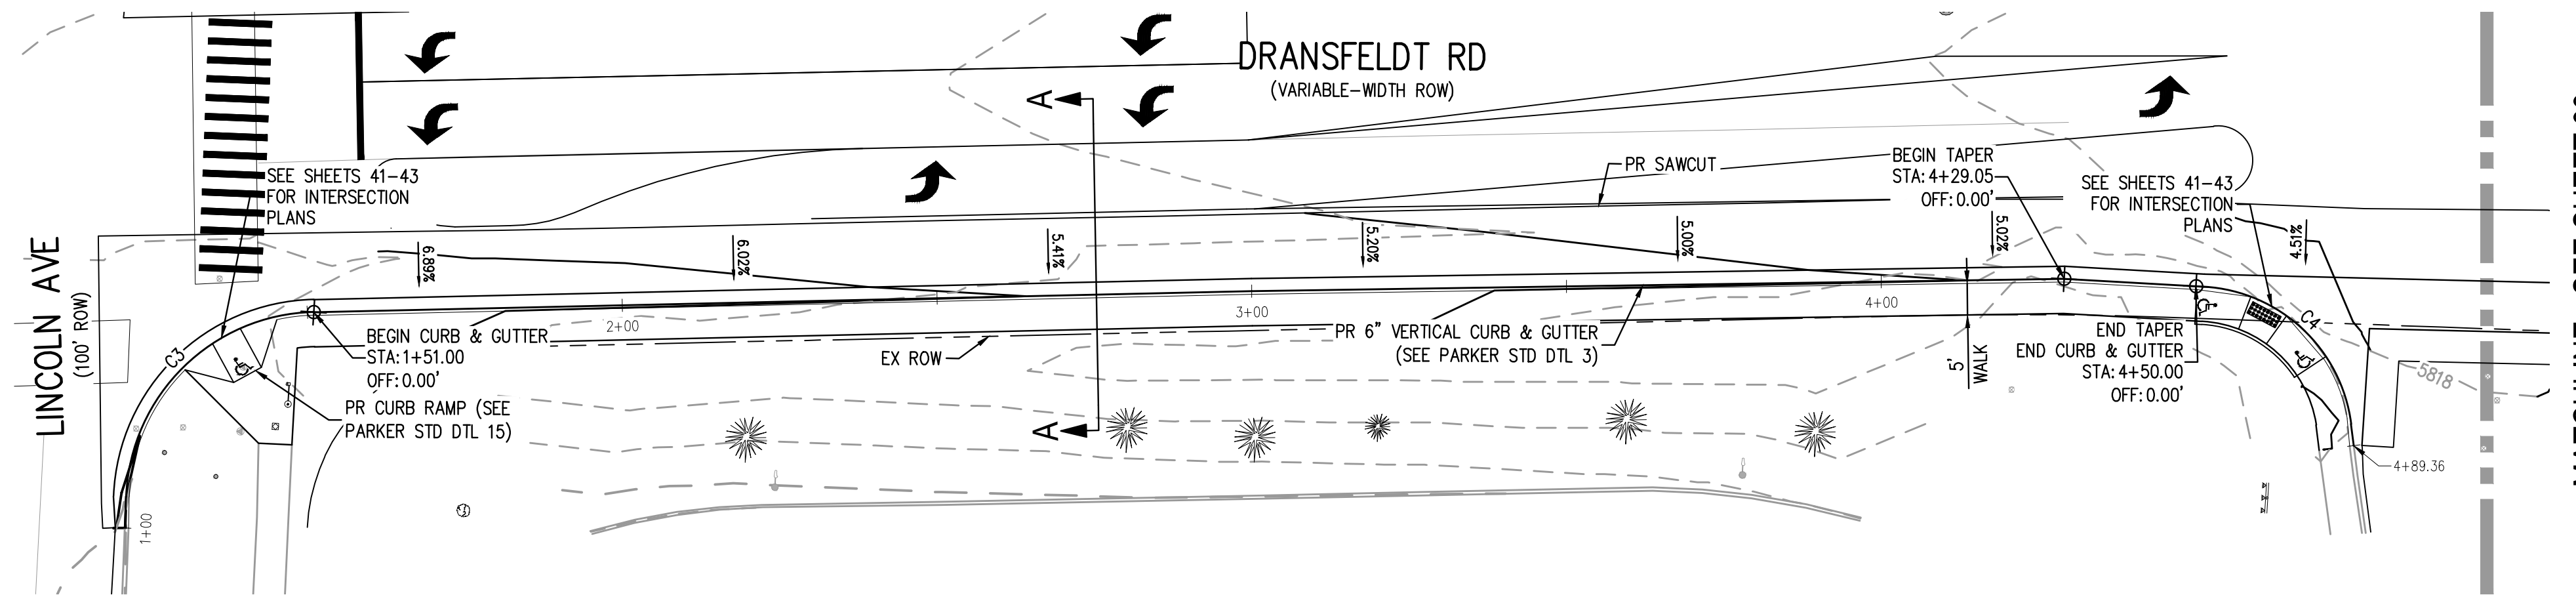 DRANSFELDT RD
(VARIABLE-WIDTH ROW)
A
SEE SHEETS 41-43
FOR INTERSECTION
PLANS
PR SAWCUT
BEGIN TAPER
STA: 4+29.05
OFF: 0.00'
SEE SHEETS 41-43
FOR INTERSECTION
PLANS
6.89%
6.02%
5.41%
5.20%
5.00%
5.02%
4.51%
LINCOLN AVE
(100' ROW)
C3
2+00
3+00
4+00
BEGIN CURB & GUTTER
STA: 1+51.00
OFF: 0.00'
EX ROW
PR 6" VERTICAL CURB & GUTTER
(SEE PARKER STD DTL 3)
5'
WALK
END TAPER
END CURB & GUTTER
STA: 4+50.00
OFF: 0.00'
C4
5818
PR CURB RAMP (SEE
PARKER STD DTL 15)
A
4+89.36
1+00